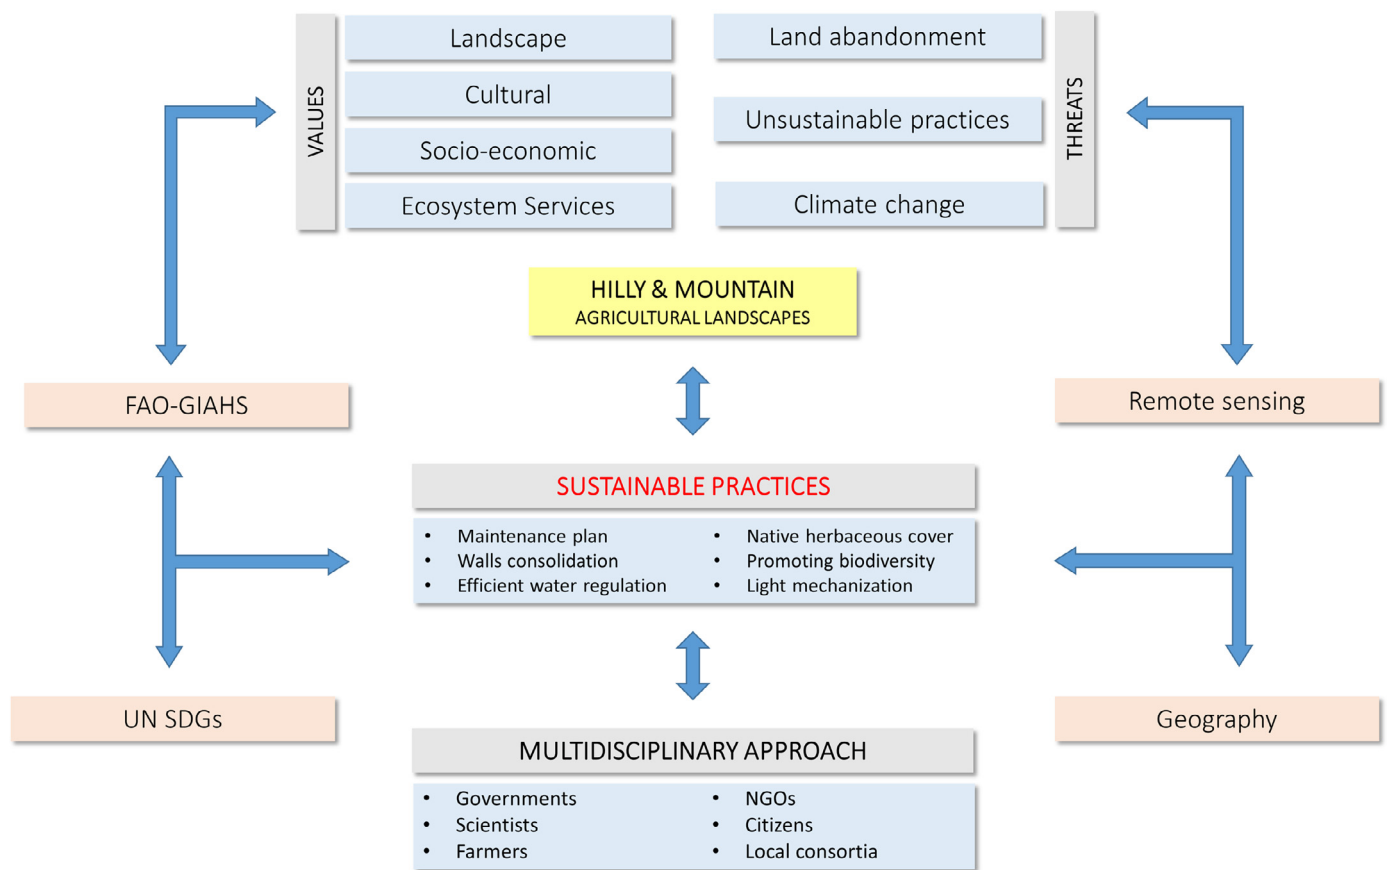 VALUES
Landscape
Cultural
Socio-economic
Ecosystem Services
Land abandonment
Unsustainable practices
Climate change
THREATS
HILLY & MOUNTAIN
AGRICULTURAL LANDSCAPES
FAO-GIAHS
Remote sensing
SUSTAINABLE PRACTICES
• Maintenance plan
• Walls consolidation
• Efficient water regulation
• Native herbaceous cover
• Promoting biodiversity
• Light mechanization
UN SDGs
Geography
MULTIDISCIPLINARY APPROACH
• Governments
• Scientists
• Farmers
• NGOs
• Citizens
• Local consortia